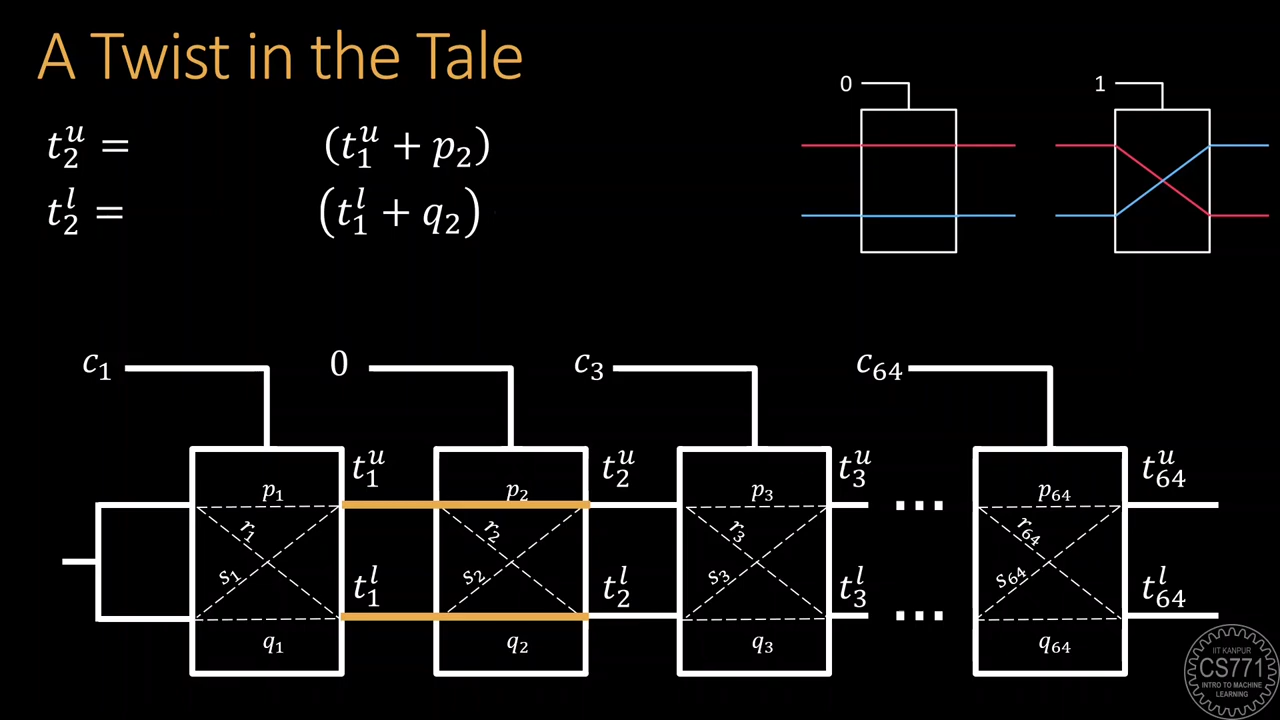 A Twist in the Tale
t₂ᵘ = (t₁ᵘ + p₂)
t₂ˡ = (t₁ˡ + q₂)
0 1
c₁ 0 c₃ c₆₄
t₁ᵘ t₂ᵘ t₃ᵘ t₆₄ᵘ
p₁ p₂ p₃ p₆₄
r₁ r₂ r₃ r₆₄
... ...
s₁ s₂ s₃ s₆₄
t₁ˡ t₂ˡ t₃ˡ t₆₄ˡ
q₁ q₂ q₃ q₆₄
IIT KANPUR
CS771
INTRO TO MACHINE
LEARNING